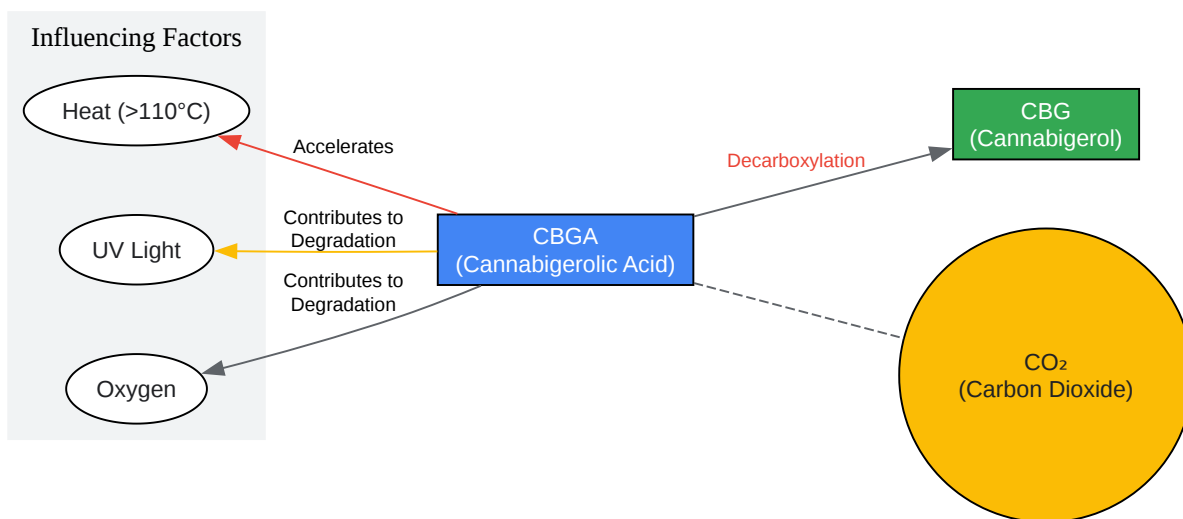 Influencing Factors
Heat (>110°C)
Accelerates
UV Light
Contributes to
Degradation
Contributes to
Degradation
Oxygen
CBGA
(Cannabigerolic Acid)
Decarboxylation
CBG
(Cannabigerol)
CO₂
(Carbon Dioxide)